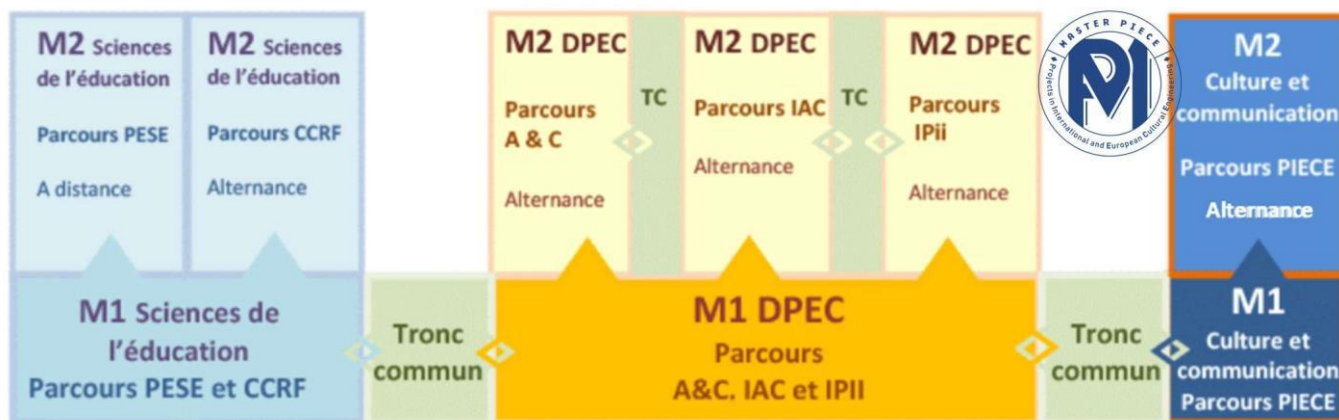 M2 Sciences
de l'éducation
Parcours PESE
A distance
M2 Sciences
de l'éducation
Parcours CCRF
Alternance
M2 DPEC
Parcours
A & C
Alternance
TC
M2 DPEC
Parcours IAC
Alternance
TC
M2 DPEC
Parcours
IPii
Alternance
MASTER PIECE
Projects in International and European Cultural Engineering
M2
Culture et
communication
Parcours PIECE
Alternance
M1 Sciences de
l'éducation
Parcours PESE et CCRF
Tronc
commun
M1 DPEC
Parcours
A&C. IAC et IPII
Tronc
commun
M1
Culture et
communication
Parcours PIECE